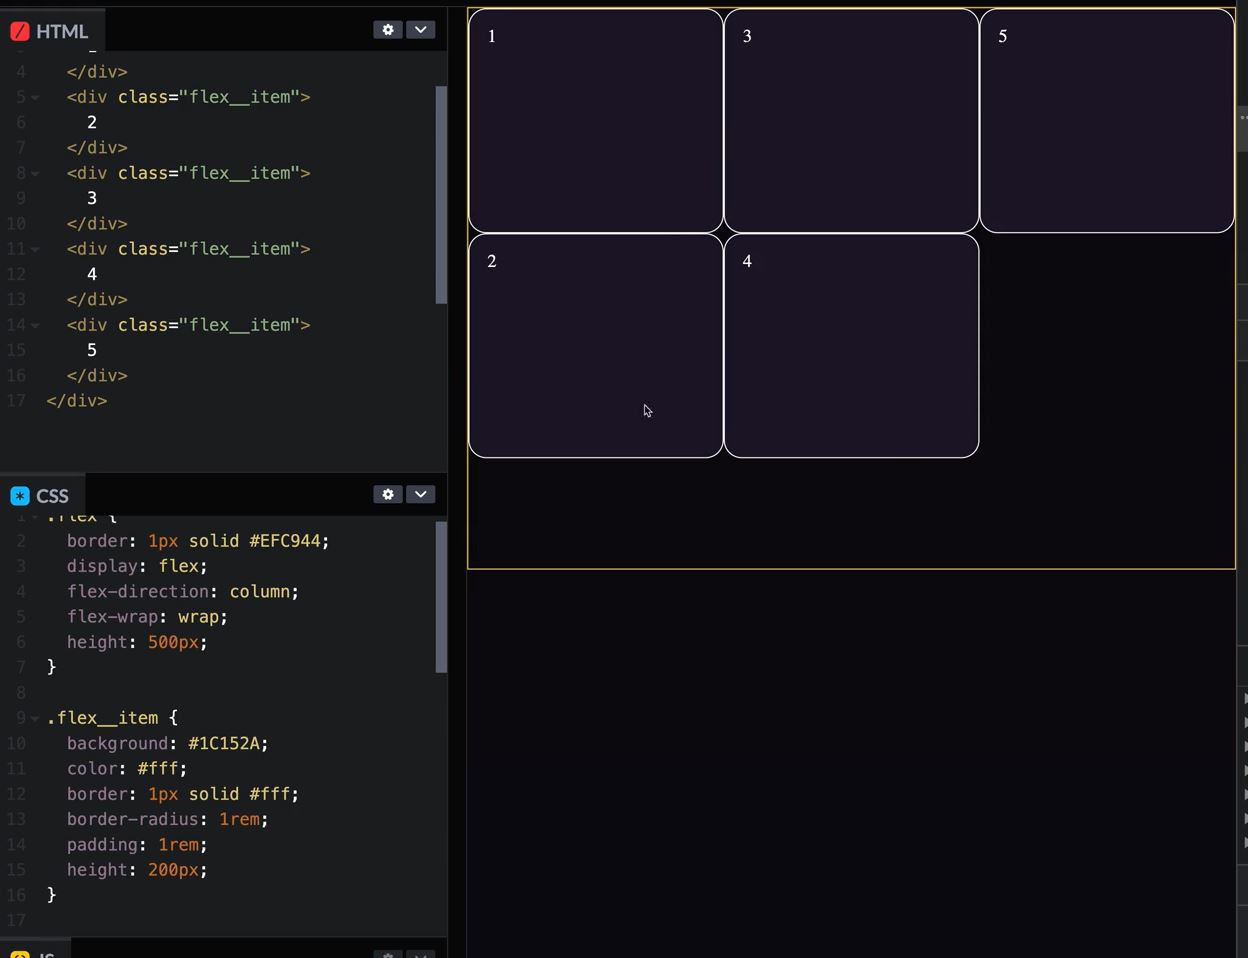 HTML
4 </div>
5 <div class="flex__item">
6 2
7 </div>
8 <div class="flex__item">
9 3
10 </div>
11 <div class="flex__item">
12 4
13 </div>
14 <div class="flex__item">
15 5
16 </div>
17 </div>
CSS
1 .flex {
2 border: 1px solid #EFC944;
3 display: flex;
4 flex-direction: column;
5 flex-wrap: wrap;
6 height: 500px;
7 }
8
9 .flex__item {
10 background: #1C152A;
11 color: #fff;
12 border: 1px solid #fff;
13 border-radius: 1rem;
14 padding: 1rem;
15 height: 200px;
16 }
17
JS
1
3
5
2
4